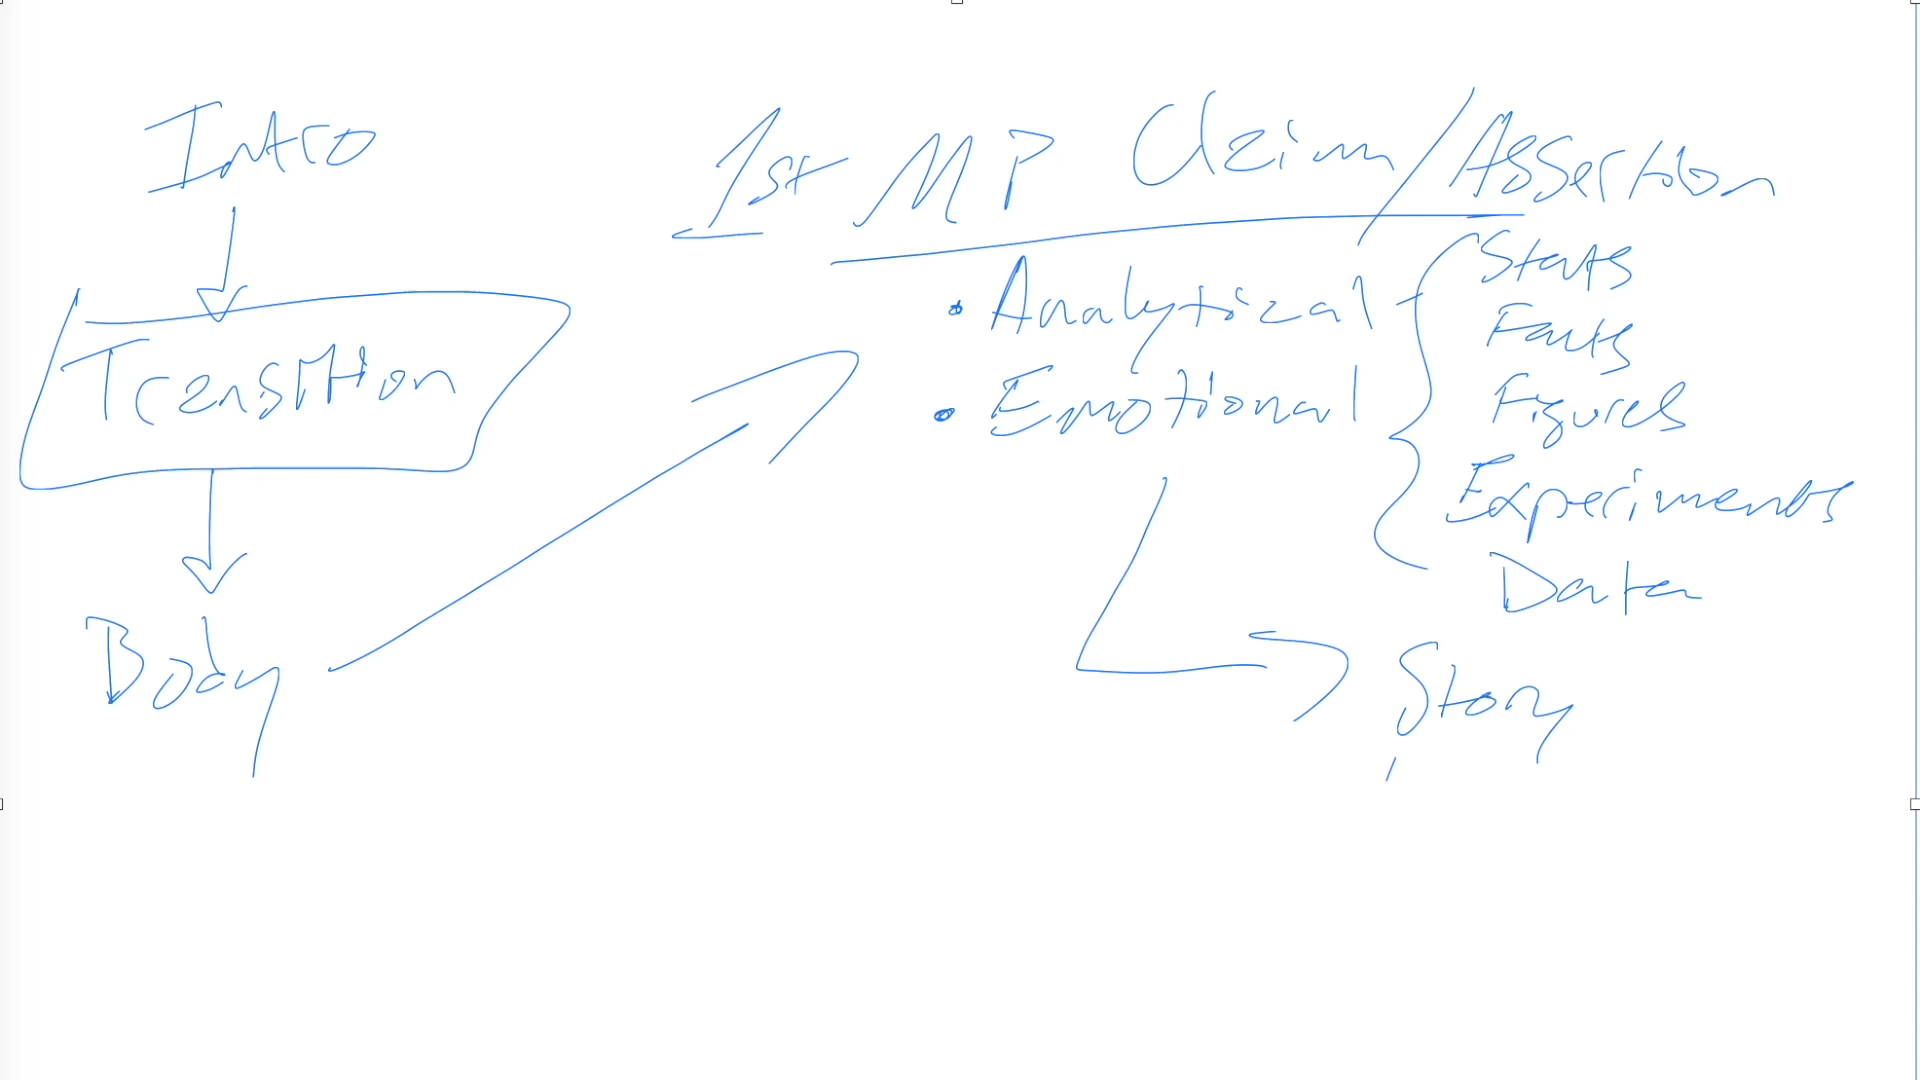 Intro
Transition
Body
1st MP Claim/Assertion
• Analytical
• Emotional
Stats
Facts
Figures
Experiments
Data
Story